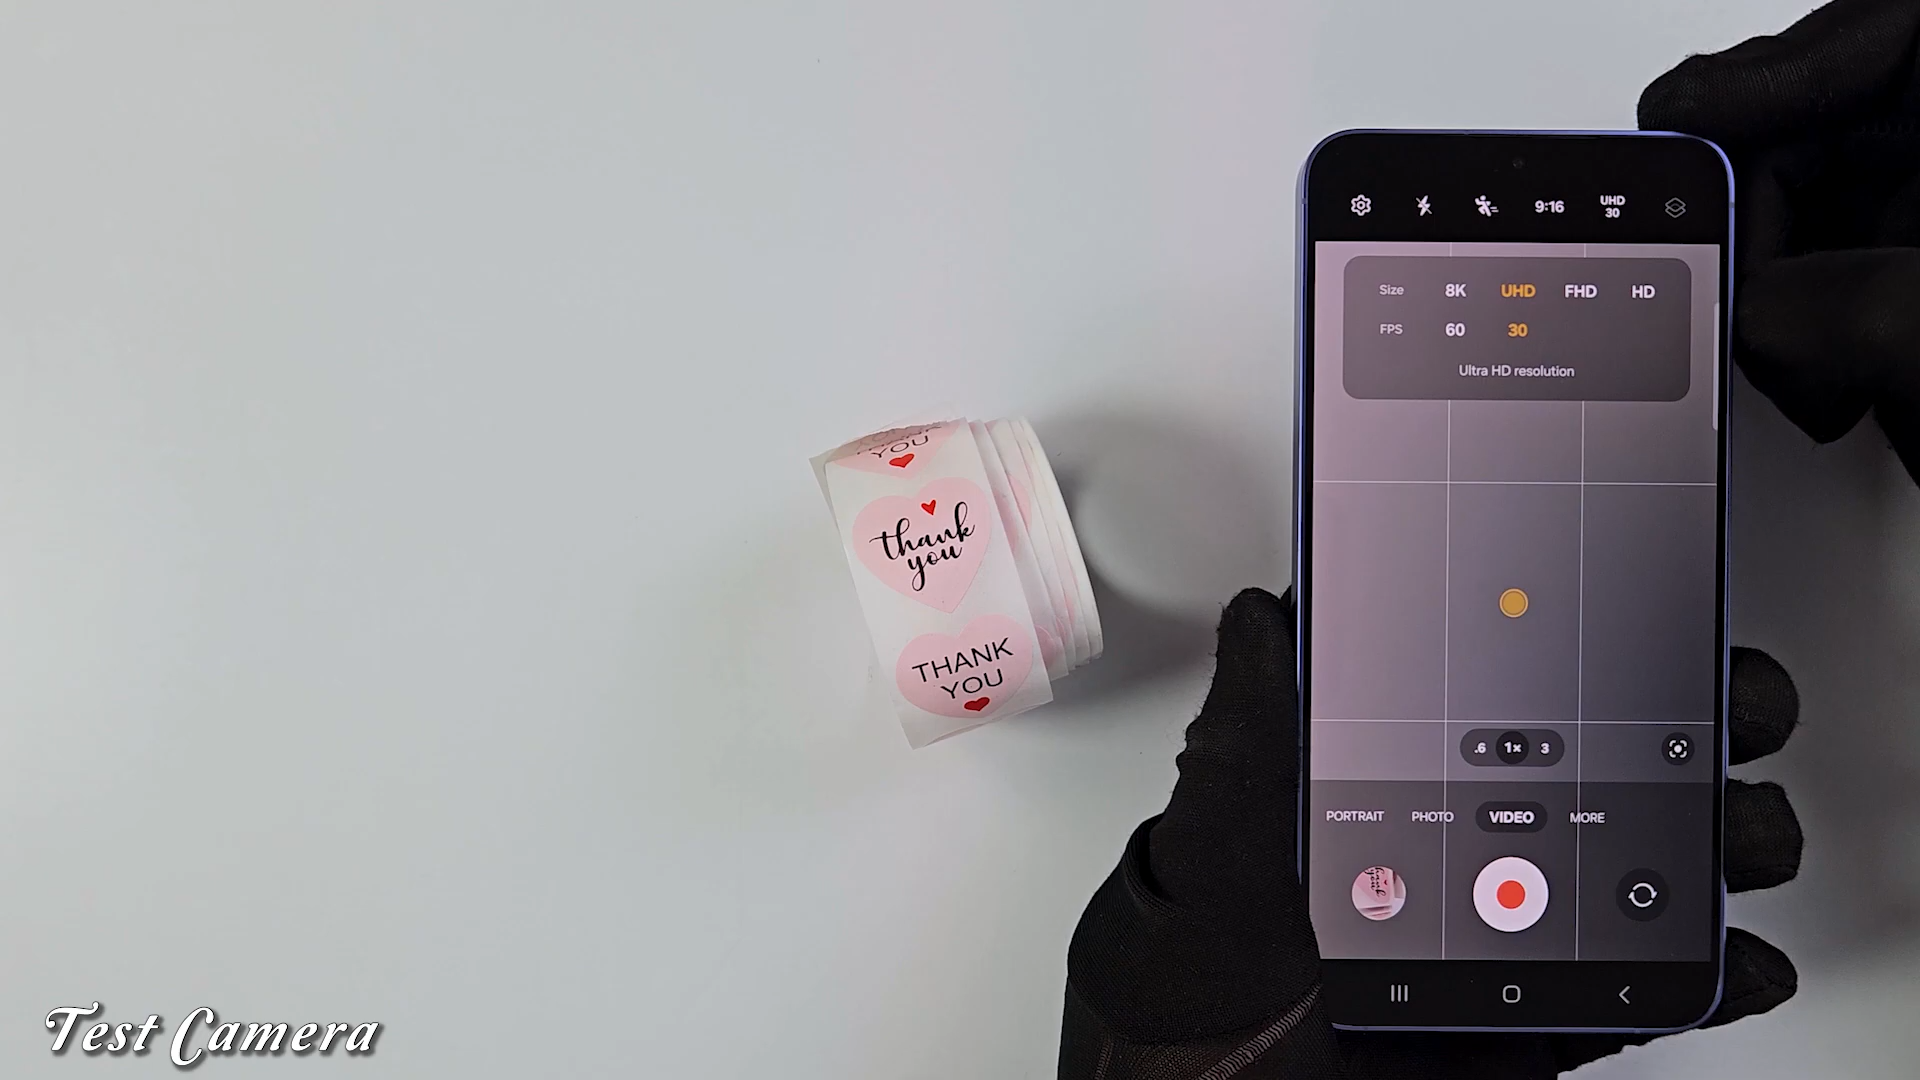 YOU
thank
you
THANK
YOU
9:16
UHD
30
Size 8K UHD FHD HD
FPS 60 30
Ultra HD resolution
.6 1x 3
PORTRAIT PHOTO VIDEO MORE
Test Camera